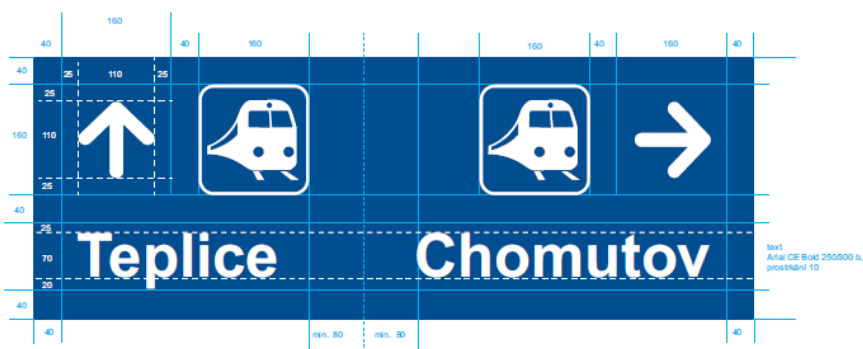 160
40 40 160 160 40 160 40
40 25 110 25
25
160 110
25
40
25
70 Teplice Chomutov
20
text
Arial CE Bold 250/300 b,
prostrkání 10
40
40 min. 80 min. 80 40